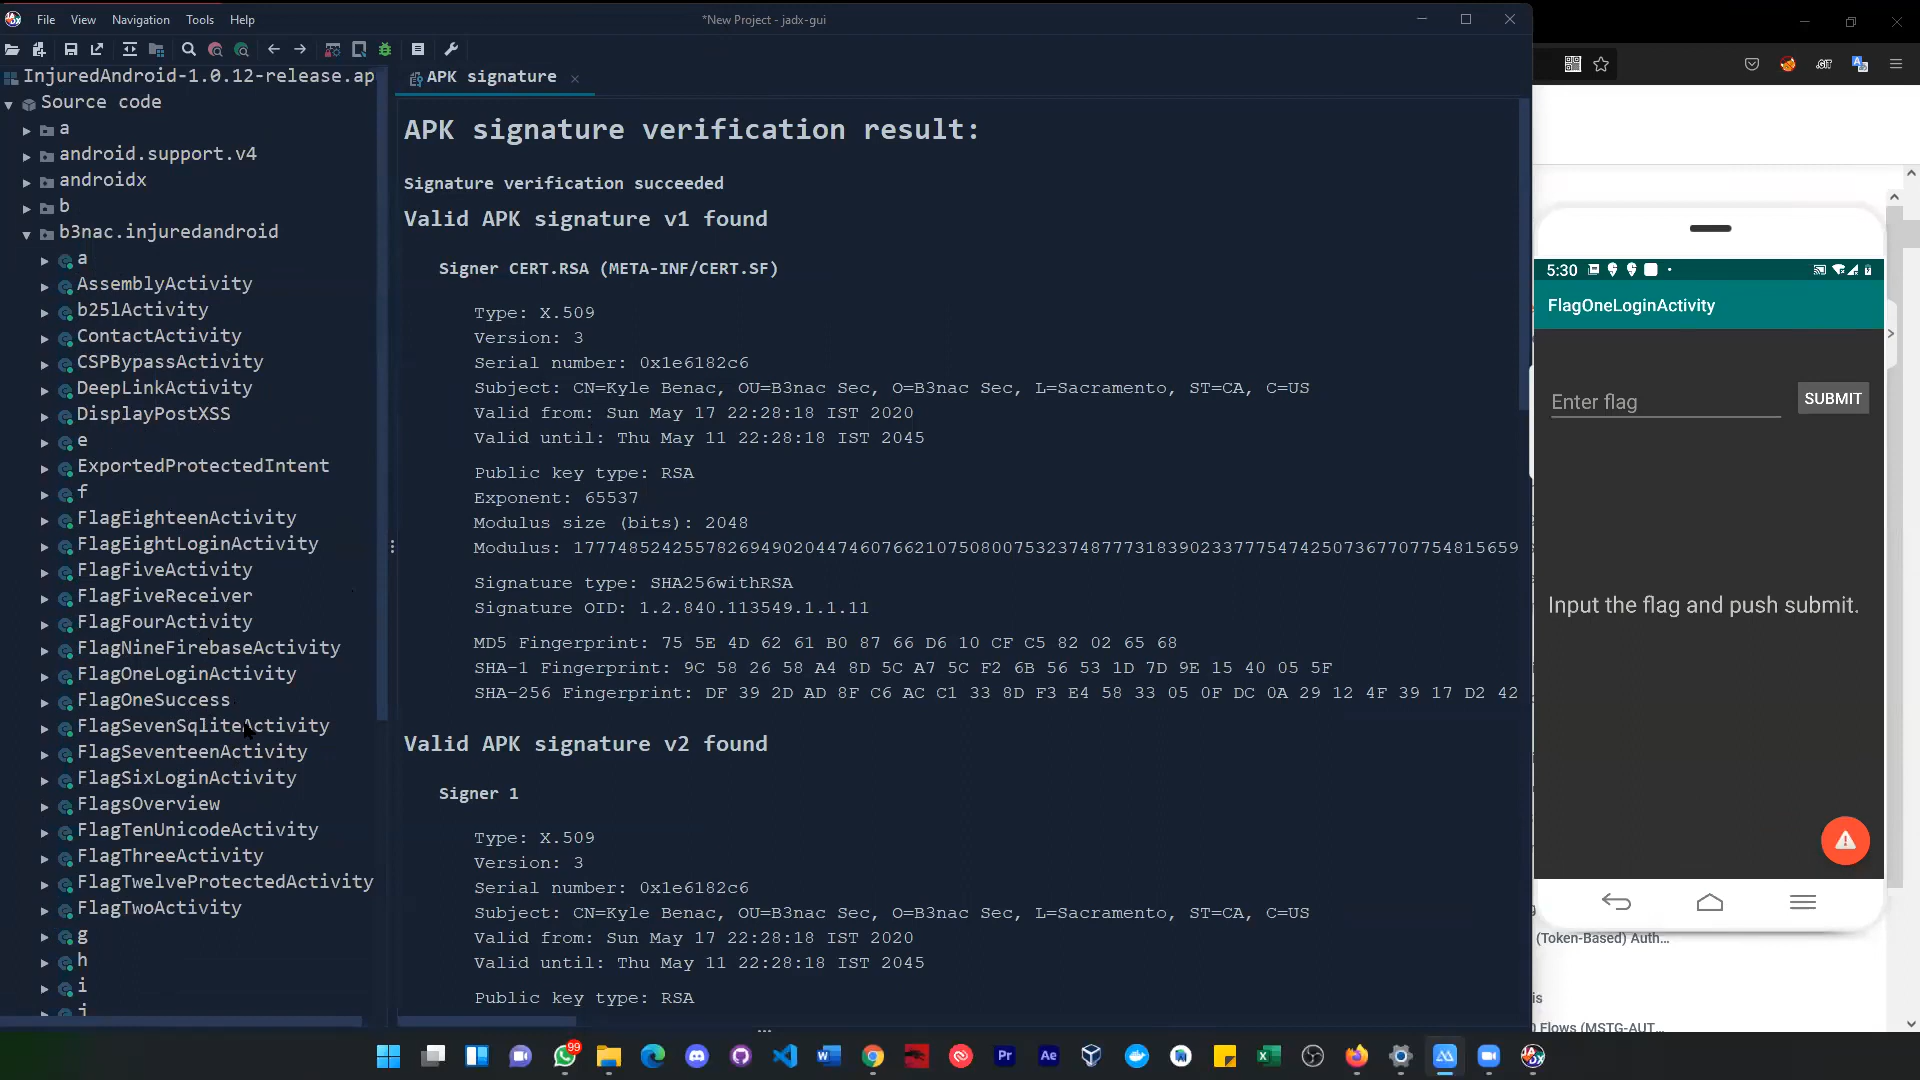 File View Navigation Tools Help
*New Project - jadx-gui
InjuredAndroid-1.0.12-release.ap
Source code
a
android.support.v4
androidx
b
b3nac.injuredandroid
a
AssemblyActivity
b25lActivity
ContactActivity
CSPBypassActivity
DeepLinkActivity
DisplayPostXSS
e
ExportedProtectedIntent
f
FlagEighteenActivity
FlagEightLoginActivity
FlagFiveActivity
FlagFiveReceiver
FlagFourActivity
FlagNineFirebaseActivity
FlagOneLoginActivity
FlagOneSuccess
FlagSevenSqliteActivity
FlagSeventeenActivity
FlagSixLoginActivity
FlagsOverview
FlagTenUnicodeActivity
FlagThreeActivity
FlagTwelveProtectedActivity
FlagTwoActivity
g
h
i
j
APK signature
APK signature verification result:
Signature verification succeeded
Valid APK signature v1 found
Signer CERT.RSA (META-INF/CERT.SF)
Type: X.509
Version: 3
Serial number: 0x1e6182c6
Subject: CN=Kyle Benac, OU=B3nac Sec, O=B3nac Sec, L=Sacramento, ST=CA, C=US
Valid from: Sun May 17 22:28:18 IST 2020
Valid until: Thu May 11 22:28:18 IST 2045
Public key type: RSA
Exponent: 65537
Modulus size (bits): 2048
Modulus: 17774852425578269490204474607662107508007532374877731839023377754742507367707754815659
Signature type: SHA256withRSA
Signature OID: 1.2.840.113549.1.1.11
MD5 Fingerprint: 75 5E 4D 62 61 B0 87 66 D6 10 CF C5 82 02 65 68
SHA-1 Fingerprint: 9C 58 26 58 A4 8D 5C A7 5C F2 6B 56 53 1D 7D 9E 15 40 05 5F
SHA-256 Fingerprint: DF 39 2D AD 8F C6 AC C1 33 8D F3 E4 58 33 05 0F DC 0A 29 12 4F 39 17 D2 42
Valid APK signature v2 found
Signer 1
Type: X.509
Version: 3
Serial number: 0x1e6182c6
Subject: CN=Kyle Benac, OU=B3nac Sec, O=B3nac Sec, L=Sacramento, ST=CA, C=US
Valid from: Sun May 17 22:28:18 IST 2020
Valid until: Thu May 11 22:28:18 IST 2045
Public key type: RSA
5:30
FlagOneLoginActivity
Enter flag
SUBMIT
Input the flag and push submit.
(Token-Based) Auth...
is
Flows (MSTG-AUT...
99
Pr
Ae